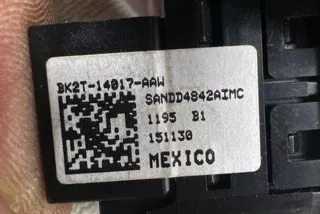 BK2T-14017-AAW
SANDD4842AIMC
1195 B1
151130
MEXICO